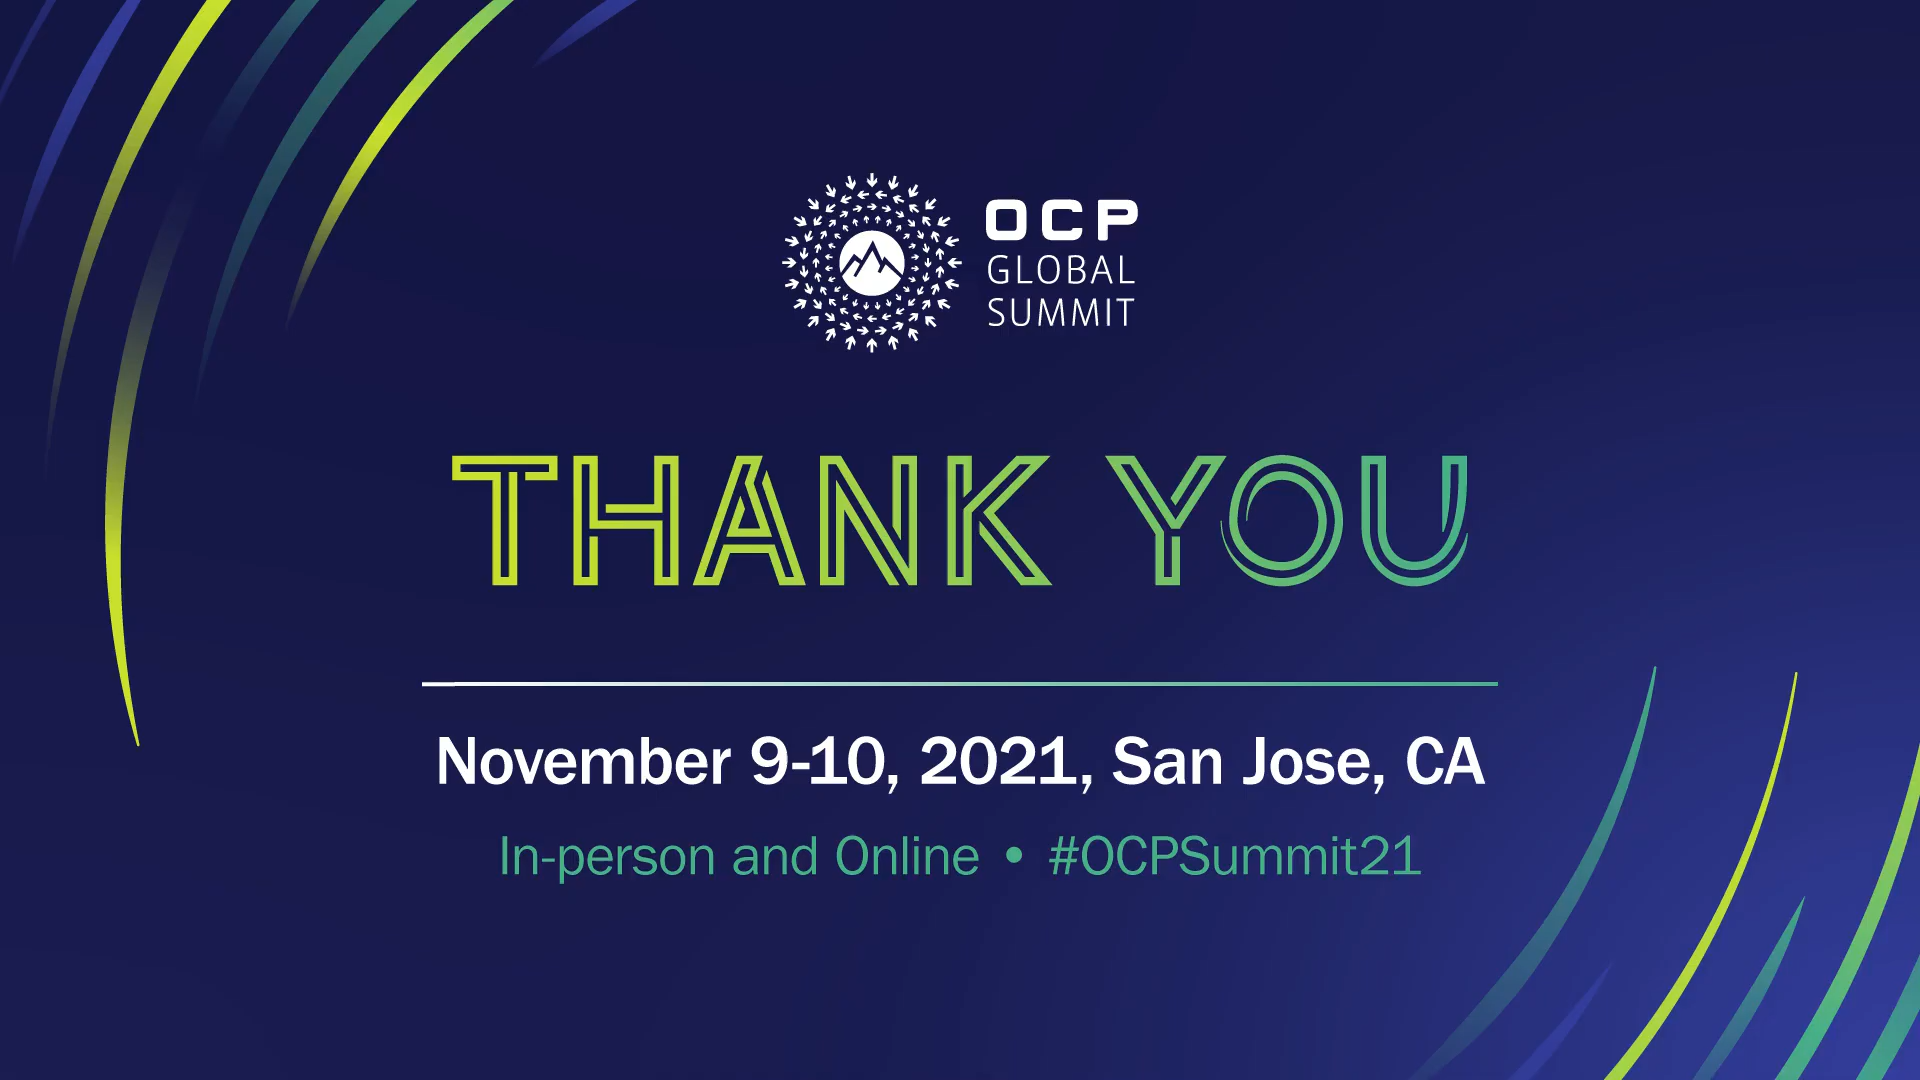 OCP
GLOBAL
SUMMIT
THANK YOU
November 9-10, 2021, San Jose, CA
In-person and Online • #OCPSummit21